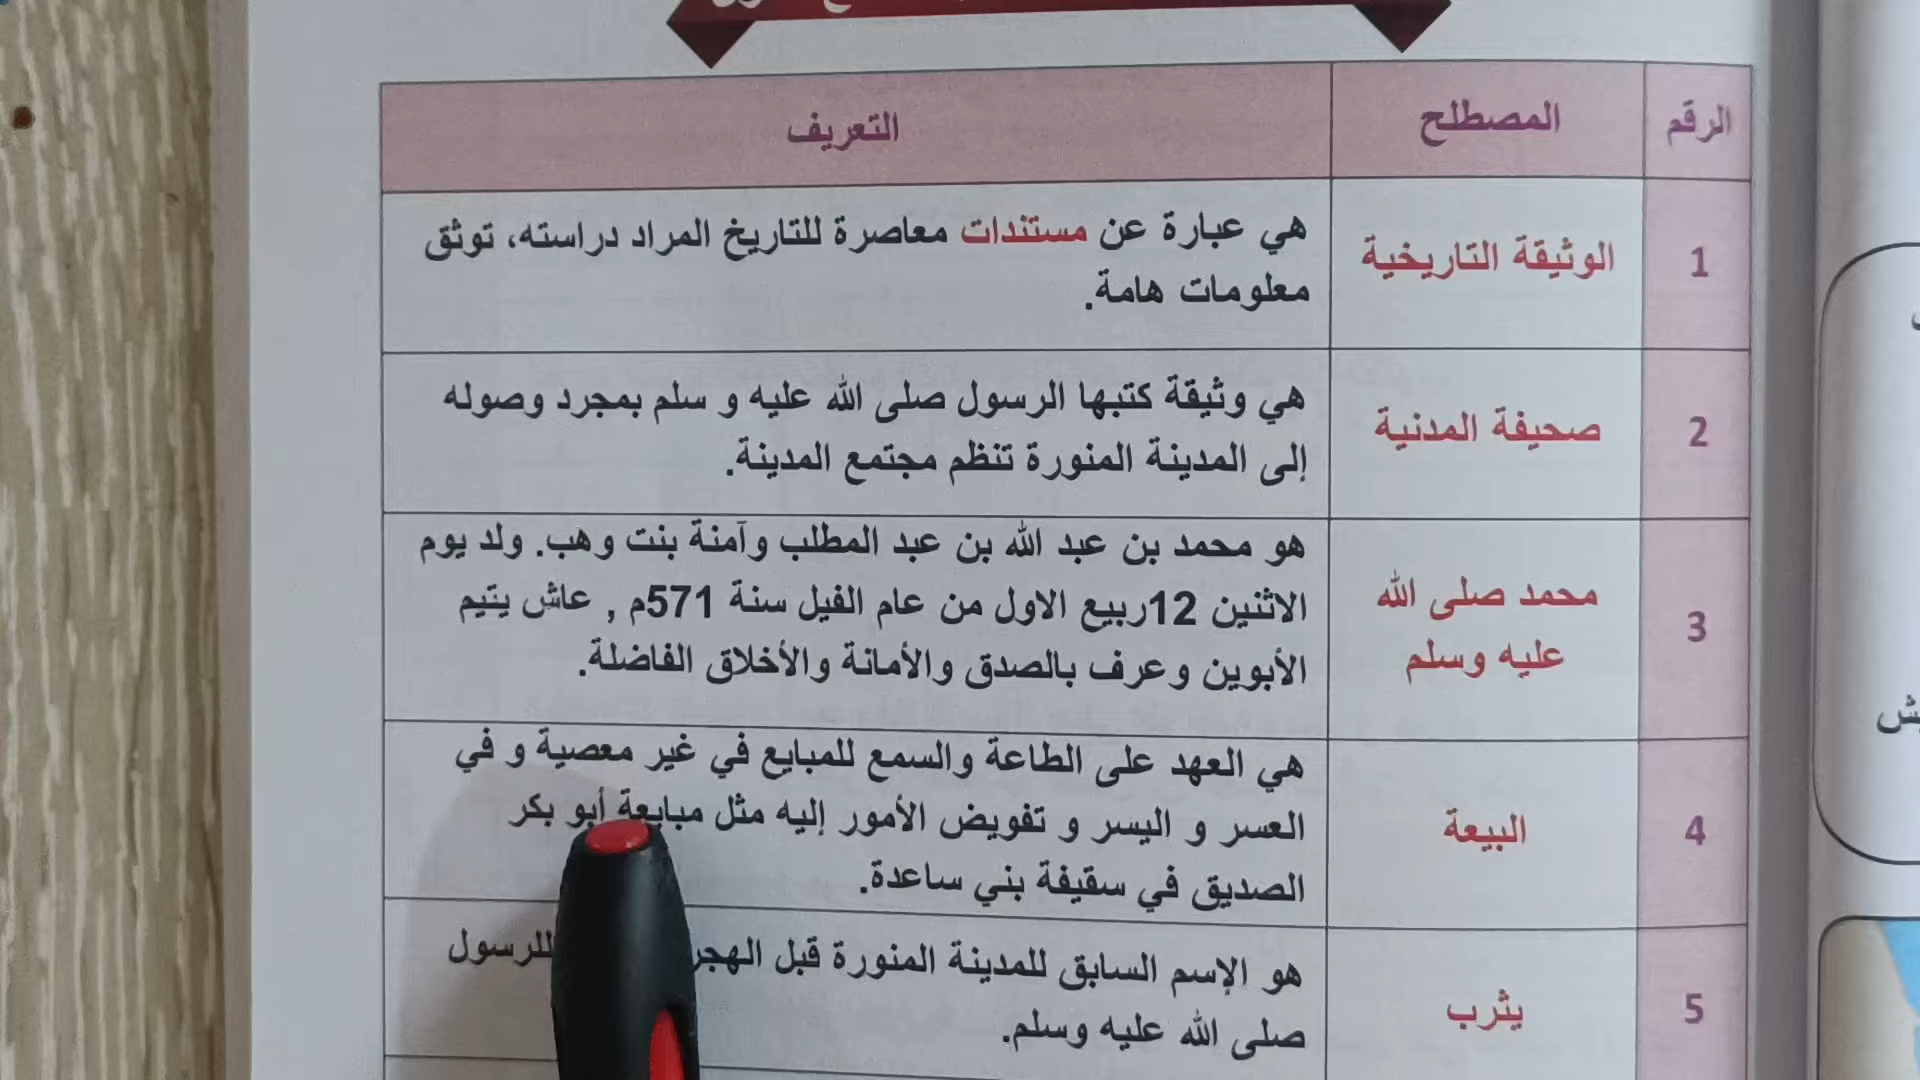 الرقم المصطلح التعريف
1 الوثيقة التاريخية هي عبارة عن مستندات معاصرة للتاريخ المراد دراسته، توثق
معلومات هامة.
2 صحيفة المدنية هي وثيقة كتبها الرسول صلى الله عليه و سلم بمجرد وصوله
إلى المدينة المنورة تنظم مجتمع المدينة.
3 محمد صلى الله
عليه وسلم
هو محمد بن عبد الله بن عبد المطلب وآمنة بنت وهب. ولد يوم
الاثنين 12ربيع الاول من عام الفيل سنة 571م , عاش يتيم
الأبوين وعرف بالصدق والأمانة والأخلاق الفاضلة.
4 البيعة هي العهد على الطاعة والسمع للمبايع في غير معصية و في
العسر و اليسر و تفويض الأمور إليه مثل مبايعة أبو بكر
الصديق في سقيفة بني ساعدة.
5 يثرب هو الإسم السابق للمدينة المنورة قبل للرسول
صلى الله عليه وسلم.